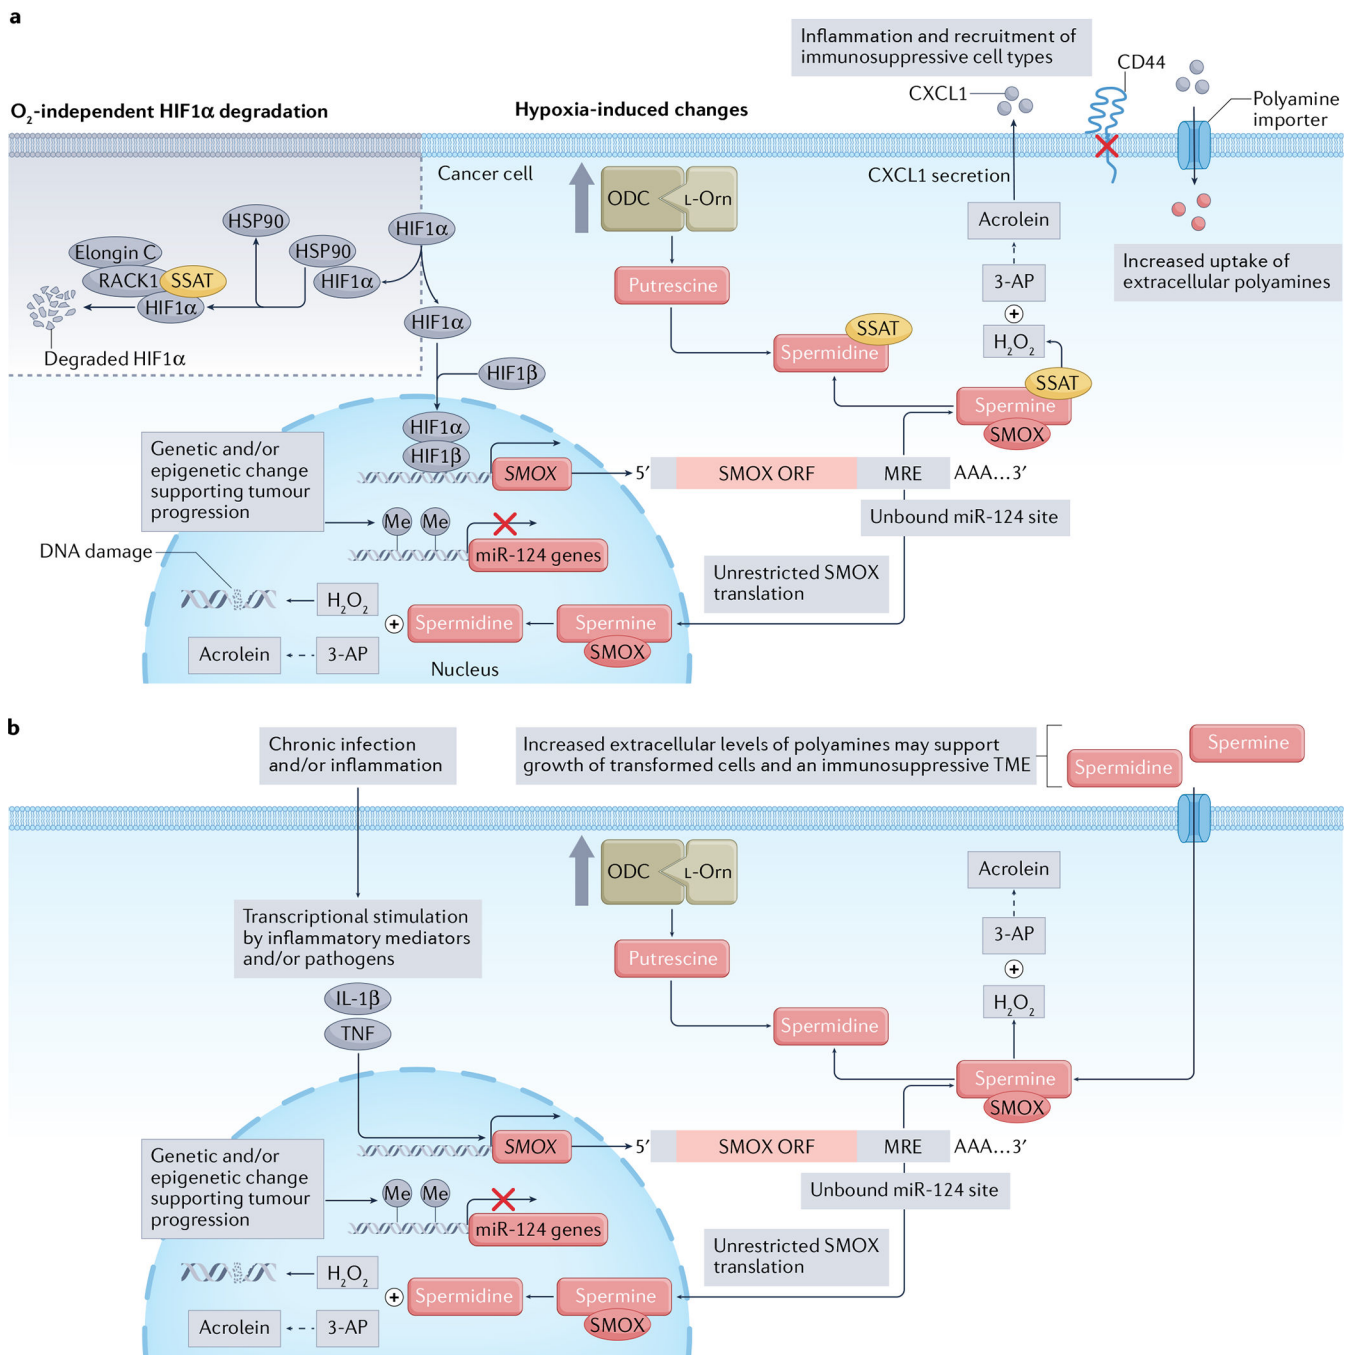 a
Inflammation and recruitment of
immunosuppressive cell types
CD44
CXCL1
Polyamine
importer
O₂-independent HIF1α degradation
Hypoxia-induced changes
Cancer cell
CXCL1 secretion
ODC
L-Orn
HSP90
HIF1α
Acrolein
Elongin C
HSP90
RACK1
SSAT
HIF1α
HIF1α
3-AP
Increased uptake of
extracellular polyamines
Putrescine
+
HIF1α
SSAT
H₂O₂
Spermidine
Degraded HIF1α
HIF1β
SSAT
Spermine
SMOX
HIF1α
HIF1β
Genetic and/or
epigenetic change
supporting tumour
progression
SMOX
5′
SMOX ORF
MRE
AAA...3′
Me
Me
Unbound miR-124 site
miR-124 genes
DNA damage
Unrestricted SMOX
translation
H₂O₂
+
Spermidine
Spermine
SMOX
Acrolein
3-AP
Nucleus
b
Chronic infection
and/or inflammation
Increased extracellular levels of polyamines may support
growth of transformed cells and an immunosuppressive TME
Spermine
Spermidine
ODC
L-Orn
Acrolein
Transcriptional stimulation
by inflammatory mediators
and/or pathogens
3-AP
Putrescine
+
IL-1β
TNF
H₂O₂
Spermidine
Spermine
SMOX
SMOX
5′
SMOX ORF
MRE
AAA...3′
Genetic and/or
epigenetic change
supporting tumour
progression
Me
Me
Unbound miR-124 site
miR-124 genes
Unrestricted SMOX
translation
H₂O₂
+
Spermidine
Spermine
SMOX
Acrolein
3-AP